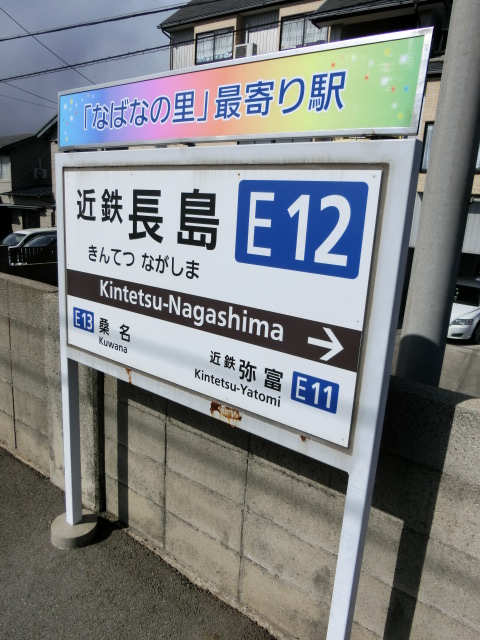 「なばなの里」最寄り駅
近鉄長島 E12
きんてつ ながしま
Kintetsu-Nagashima →
E13 桑名
Kuwana
近鉄弥富 E11
Kintetsu-Yatomi